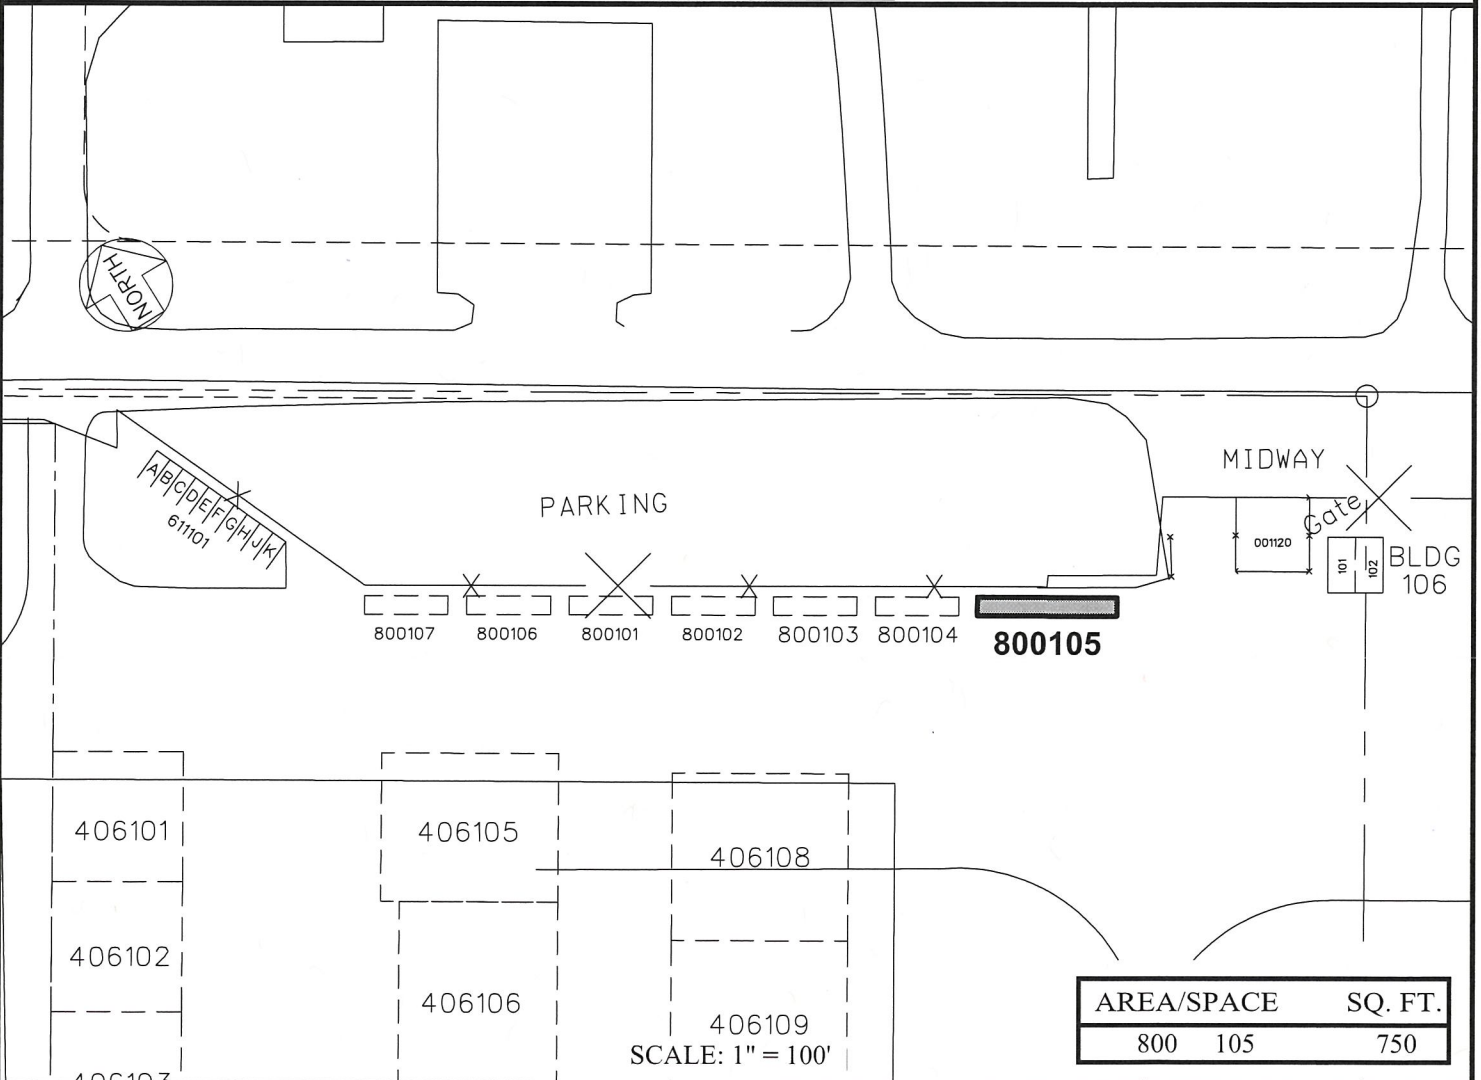 NORTH
MIDWAY
PARKING
Gate
A B C D E F G H J K
611101
001120
101 102
BLDG
106
800107 800106 800101 800102 800103 800104 800105
406101 406105 406108
406102 406106 406109
AREA/SPACE SQ. FT.
800 105 750
SCALE: 1" = 100'
406103